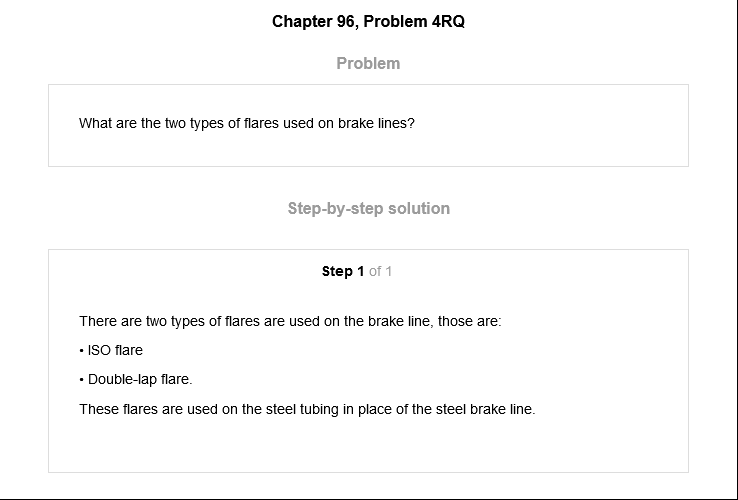 Chapter 96, Problem 4RQ
Problem
What are the two types of flares used on brake lines?
Step-by-step solution
Step 1 of 1
There are two types of flares are used on the brake line, those are:
• ISO flare
• Double-lap flare.
These flares are used on the steel tubing in place of the steel brake line.